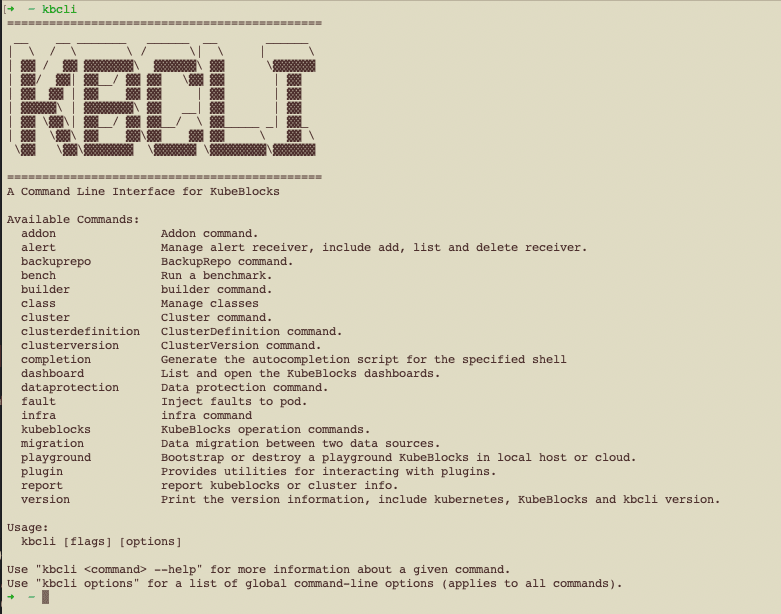 ➜ ~ kbcli
=============================================
KBCLI
=============================================
A Command Line Interface for KubeBlocks
Available Commands:
addon Addon command.
alert Manage alert receiver, include add, list and delete receiver.
backuprepo BackupRepo command.
bench Run a benchmark.
builder builder command.
class Manage classes
cluster Cluster command.
clusterdefinition ClusterDefinition command.
clusterversion ClusterVersion command.
completion Generate the autocompletion script for the specified shell
dashboard List and open the KubeBlocks dashboards.
dataprotection Data protection command.
fault Inject faults to pod.
infra infra command
kubeblocks KubeBlocks operation commands.
migration Data migration between two data sources.
playground Bootstrap or destroy a playground KubeBlocks in local host or cloud.
plugin Provides utilities for interacting with plugins.
report report kubeblocks or cluster info.
version Print the version information, include kubernetes, KubeBlocks and kbcli version.
Usage:
kbcli [flags] [options]
Use "kbcli <command> --help" for more information about a given command.
Use "kbcli options" for a list of global command-line options (applies to all commands).
➜ ~